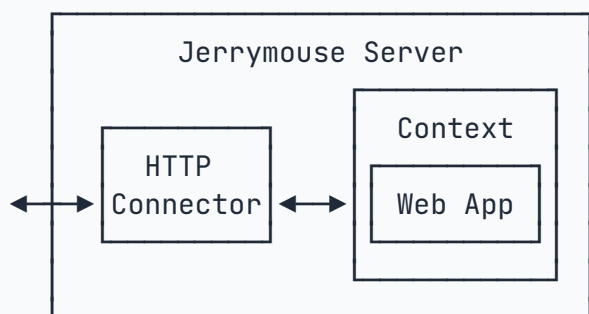 Jerrymouse Server
Context
HTTP
Connector
Web App